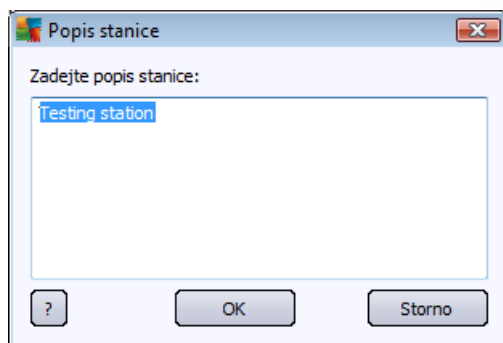 Popis stanice
Zadejte popis stanice:
Testing station
? OK Storno